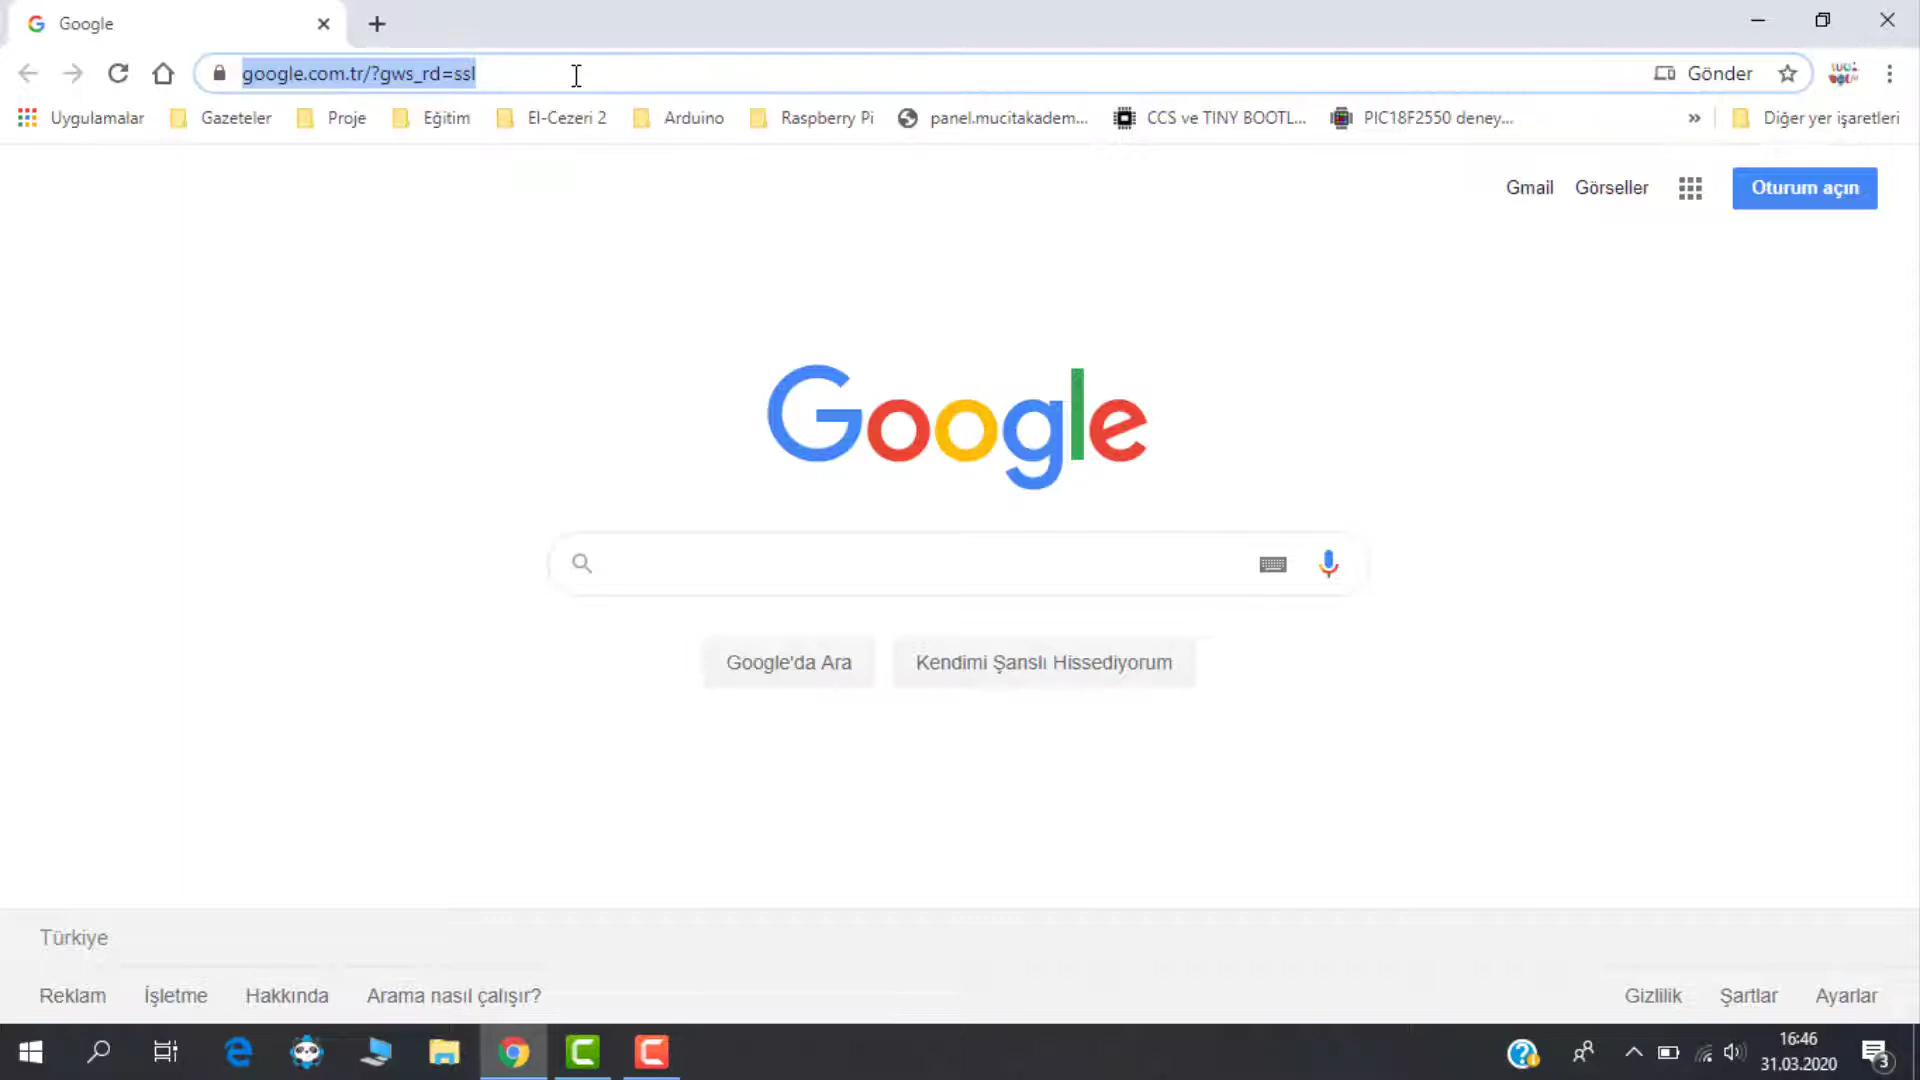 Google
google.com.tr/?gws_rd=ssl
Gönder
Uygulamalar
Gazeteler
Proje
Eğitim
El-Cezeri 2
Arduino
Raspberry Pi
panel.mucitakadem...
CCS ve TINY BOOTL...
PIC18F2550 deney...
»
Diğer yer işaretleri
Gmail
Görseller
Oturum açın
Google
Google'da Ara
Kendimi Şanslı Hissediyorum
Türkiye
Reklam
İşletme
Hakkında
Arama nasıl çalışır?
Gizlilik
Şartlar
Ayarlar
16:46
31.03.2020
3